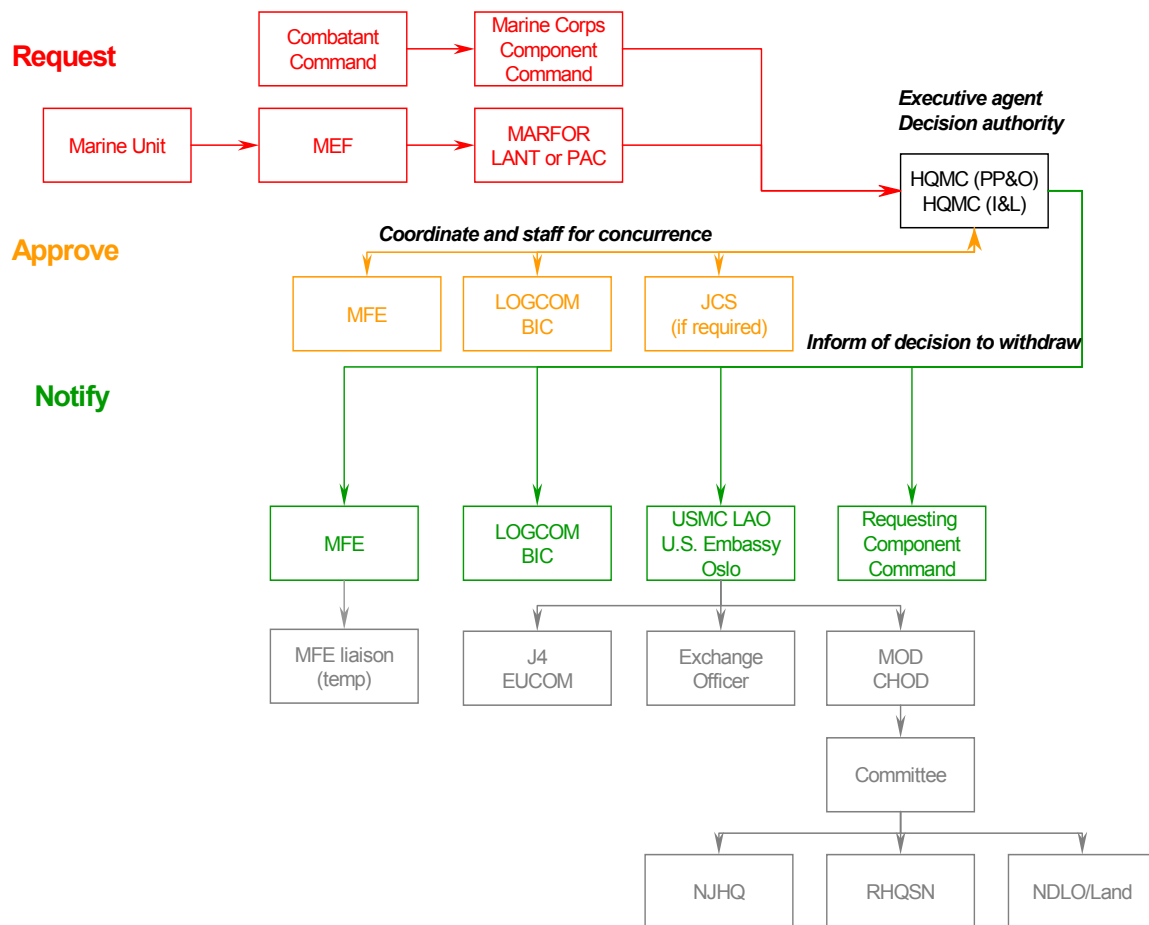 Request
Combatant
Command
Marine Corps
Component
Command
Executive agent
Decision authority
Marine Unit
MEF
MARFOR
LANT or PAC
HQMC (PP&O)
HQMC (I&L)
Approve
Coordinate and staff for concurrence
MFE
LOGCOM
BIC
JCS
(if required)
Inform of decision to withdraw
Notify
MFE
LOGCOM
BIC
USMC LAO
U.S. Embassy
Oslo
Requesting
Component
Command
MFE liaison
(temp)
J4
EUCOM
Exchange
Officer
MOD
CHOD
Committee
NJHQ
RHQSN
NDLO/Land